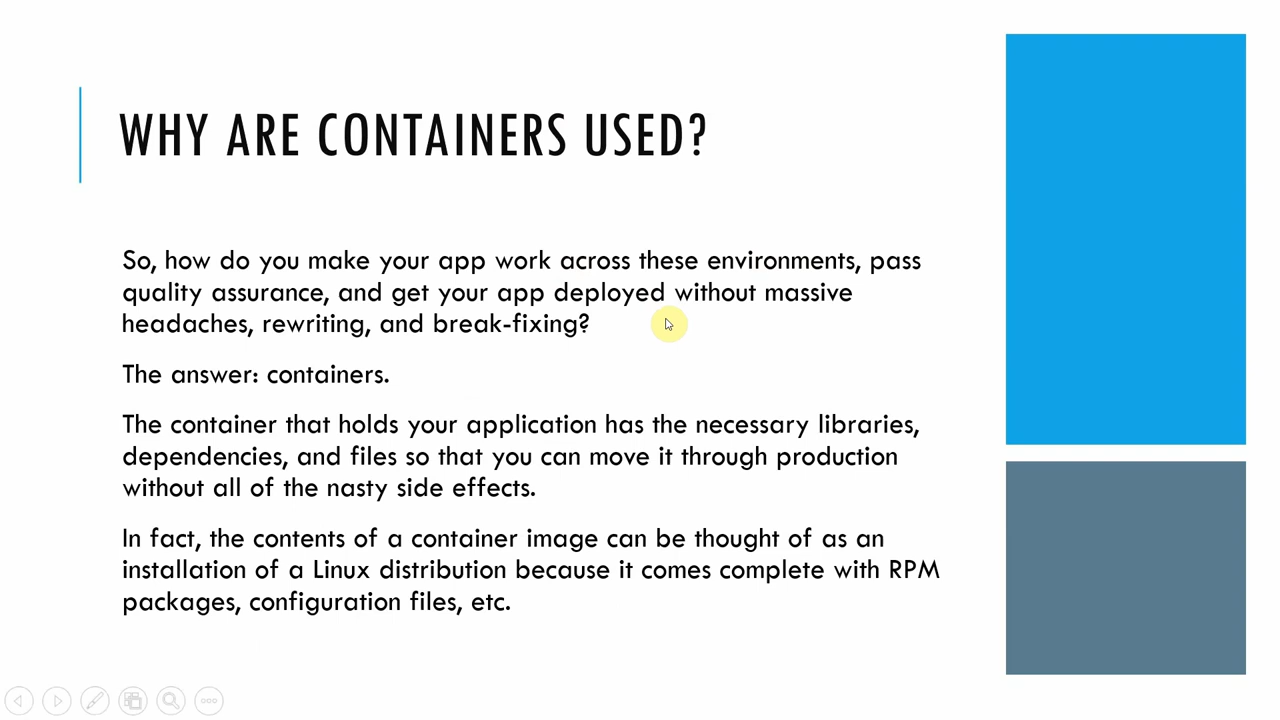 WHY ARE CONTAINERS USED?
So, how do you make your app work across these environments, pass
quality assurance, and get your app deployed without massive
headaches, rewriting, and break-fixing?
The answer: containers.
The container that holds your application has the necessary libraries,
dependencies, and files so that you can move it through production
without all of the nasty side effects.
In fact, the contents of a container image can be thought of as an
installation of a Linux distribution because it comes complete with RPM
packages, configuration files, etc.